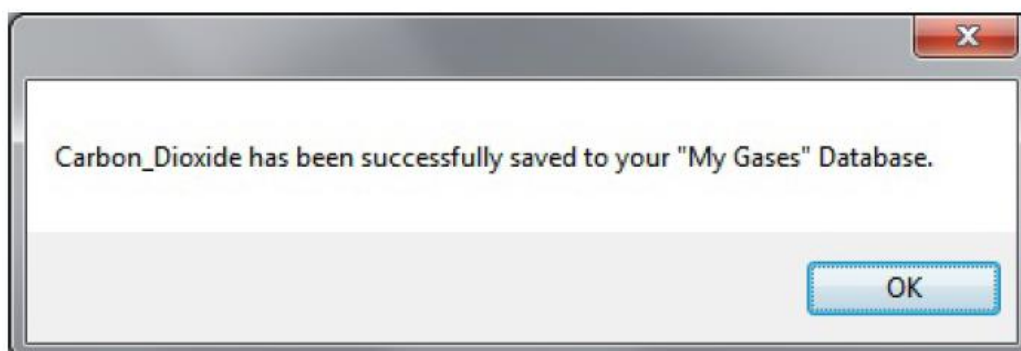 Carbon_Dioxide has been successfully saved to your "My Gases" Database.
OK